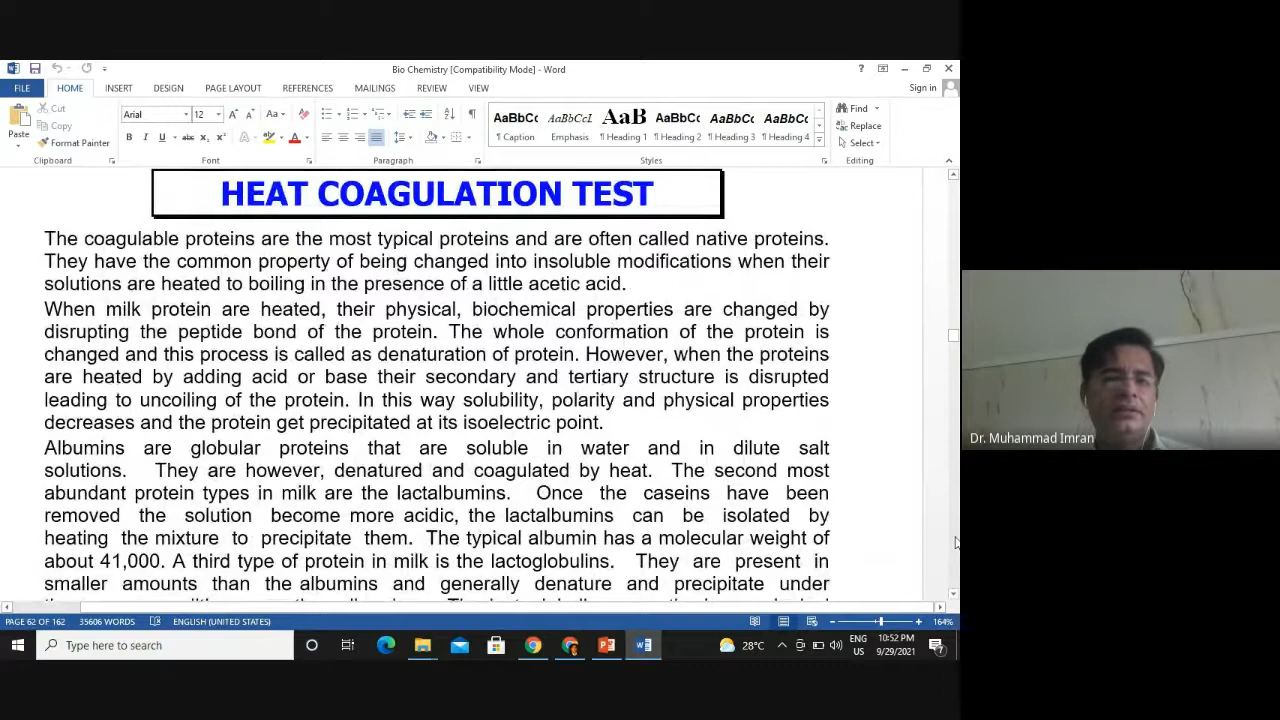 Bio Chemistry [Compatibility Mode] - Word
?
FILE HOME INSERT DESIGN PAGE LAYOUT REFERENCES MAILINGS REVIEW VIEW Sign in
Paste
Cut
Copy
Format Painter
Arial 12
Aa
B I U abc X₂ X²
AaBbCc AaBbCcI AaB AaBbCc AaBbCc AaBbCc
¶ Caption Emphasis ¶ Heading 1 ¶ Heading 2 ¶ Heading 3 ¶ Heading 4
Find
Replace
Select
Clipboard Font Paragraph Styles Editing
HEAT COAGULATION TEST
The coagulable proteins are the most typical proteins and are often called native proteins.
They have the common property of being changed into insoluble modifications when their
solutions are heated to boiling in the presence of a little acetic acid.
When milk protein are heated, their physical, biochemical properties are changed by
disrupting the peptide bond of the protein. The whole conformation of the protein is
changed and this process is called as denaturation of protein. However, when the proteins
are heated by adding acid or base their secondary and tertiary structure is disrupted
leading to uncoiling of the protein. In this way solubility, polarity and physical properties
decreases and the protein get precipitated at its isoelectric point.
Albumins are globular proteins that are soluble in water and in dilute salt
solutions. They are however, denatured and coagulated by heat. The second most
abundant protein types in milk are the lactalbumins. Once the caseins have been
removed the solution become more acidic, the lactalbumins can be isolated by
heating the mixture to precipitate them. The typical albumin has a molecular weight of
about 41,000. A third type of protein in milk is the lactoglobulins. They are present in
smaller amounts than the albumins and generally denature and precipitate under
PAGE 62 OF 162 35606 WORDS ENGLISH (UNITED STATES) 164%
Type here to search
28°C
ENG
US
10:52 PM
9/29/2021
7
Dr. Muhammad Imran